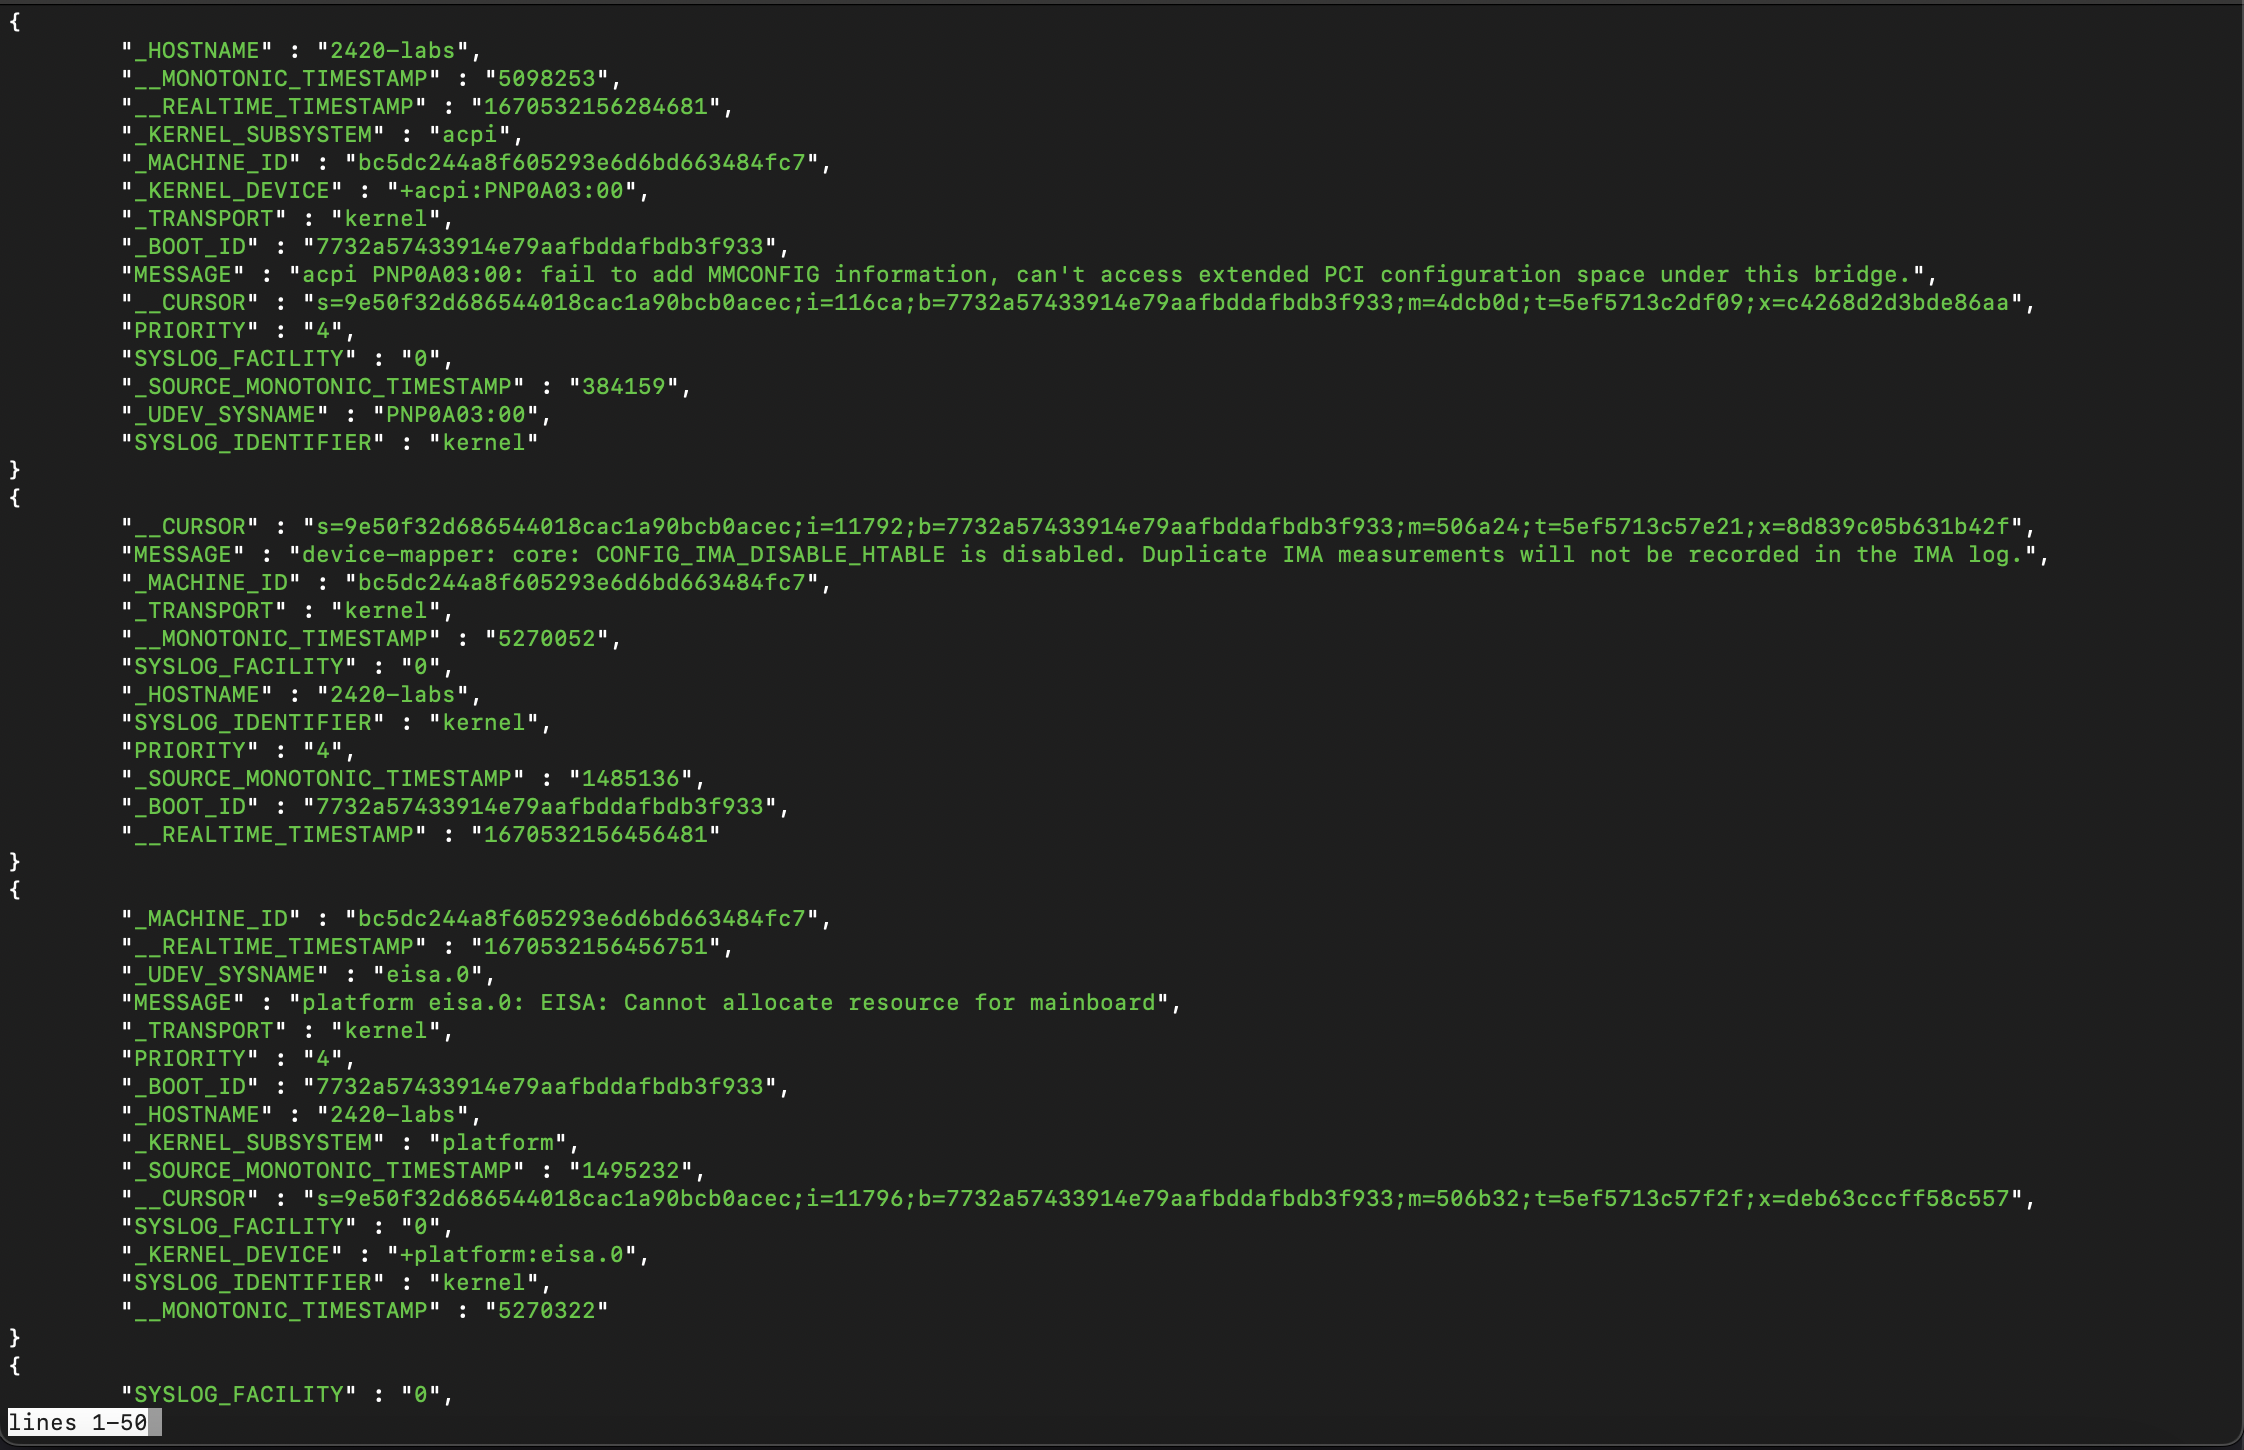 {
        "_HOSTNAME" : "2420-labs",
        "__MONOTONIC_TIMESTAMP" : "5098253",
        "__REALTIME_TIMESTAMP" : "1670532156284681",
        "_KERNEL_SUBSYSTEM" : "acpi",
        "_MACHINE_ID" : "bc5dc244a8f605293e6d6bd663484fc7",
        "_KERNEL_DEVICE" : "+acpi:PNP0A03:00",
        "_TRANSPORT" : "kernel",
        "_BOOT_ID" : "7732a57433914e79aafbddafbdb3f933",
        "MESSAGE" : "acpi PNP0A03:00: fail to add MMCONFIG information, can't access extended PCI configuration space under this bridge.",
        "__CURSOR" : "s=9e50f32d686544018cac1a90bcb0acec;i=116ca;b=7732a57433914e79aafbddafbdb3f933;m=4dcb0d;t=5ef5713c2df09;x=c4268d2d3bde86aa",
        "PRIORITY" : "4",
        "SYSLOG_FACILITY" : "0",
        "_SOURCE_MONOTONIC_TIMESTAMP" : "384159",
        "_UDEV_SYSNAME" : "PNP0A03:00",
        "SYSLOG_IDENTIFIER" : "kernel"
}
{
        "__CURSOR" : "s=9e50f32d686544018cac1a90bcb0acec;i=11792;b=7732a57433914e79aafbddafbdb3f933;m=506a24;t=5ef5713c57e21;x=8d839c05b631b42f",
        "MESSAGE" : "device-mapper: core: CONFIG_IMA_DISABLE_HTABLE is disabled. Duplicate IMA measurements will not be recorded in the IMA log.",
        "_MACHINE_ID" : "bc5dc244a8f605293e6d6bd663484fc7",
        "_TRANSPORT" : "kernel",
        "__MONOTONIC_TIMESTAMP" : "5270052",
        "SYSLOG_FACILITY" : "0",
        "_HOSTNAME" : "2420-labs",
        "SYSLOG_IDENTIFIER" : "kernel",
        "PRIORITY" : "4",
        "_SOURCE_MONOTONIC_TIMESTAMP" : "1485136",
        "_BOOT_ID" : "7732a57433914e79aafbddafbdb3f933",
        "__REALTIME_TIMESTAMP" : "1670532156456481"
}
{
        "_MACHINE_ID" : "bc5dc244a8f605293e6d6bd663484fc7",
        "__REALTIME_TIMESTAMP" : "1670532156456751",
        "_UDEV_SYSNAME" : "eisa.0",
        "MESSAGE" : "platform eisa.0: EISA: Cannot allocate resource for mainboard",
        "_TRANSPORT" : "kernel",
        "PRIORITY" : "4",
        "_BOOT_ID" : "7732a57433914e79aafbddafbdb3f933",
        "_HOSTNAME" : "2420-labs",
        "_KERNEL_SUBSYSTEM" : "platform",
        "_SOURCE_MONOTONIC_TIMESTAMP" : "1495232",
        "__CURSOR" : "s=9e50f32d686544018cac1a90bcb0acec;i=11796;b=7732a57433914e79aafbddafbdb3f933;m=506b32;t=5ef5713c57f2f;x=deb63cccff58c557",
        "SYSLOG_FACILITY" : "0",
        "_KERNEL_DEVICE" : "+platform:eisa.0",
        "SYSLOG_IDENTIFIER" : "kernel",
        "__MONOTONIC_TIMESTAMP" : "5270322"
}
{
        "SYSLOG_FACILITY" : "0",
lines 1-50